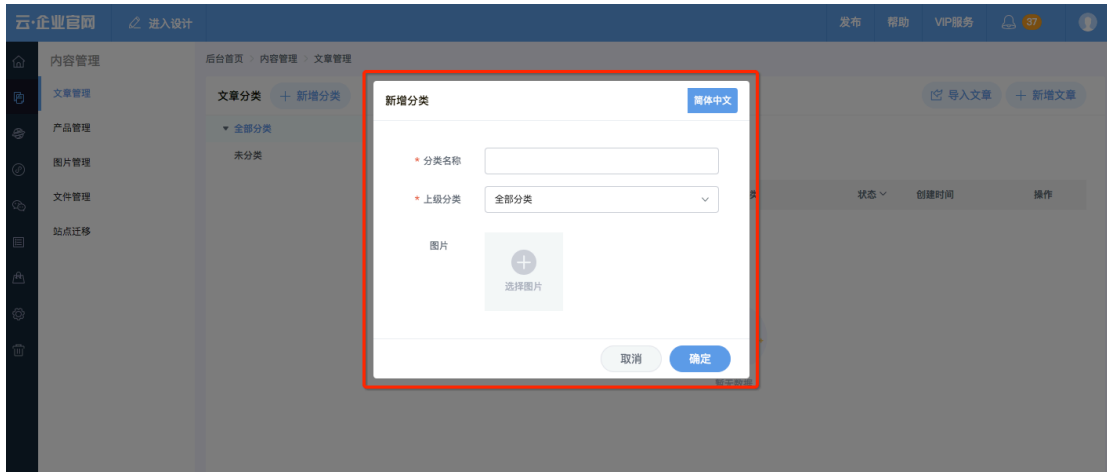 云·企业官网 进入设计 发布 帮助 VIP服务 37
内容管理 后台首页 > 内容管理 > 文章管理
文章管理 文章分类 + 新增分类 导入文章 + 新增文章
新增分类 简体中文
产品管理 全部分类
图片管理 未分类
* 分类名称
文件管理 * 上级分类 全部分类 状态 创建时间 操作
站点迁移
图片
选择图片
取消 确定
暂无数据